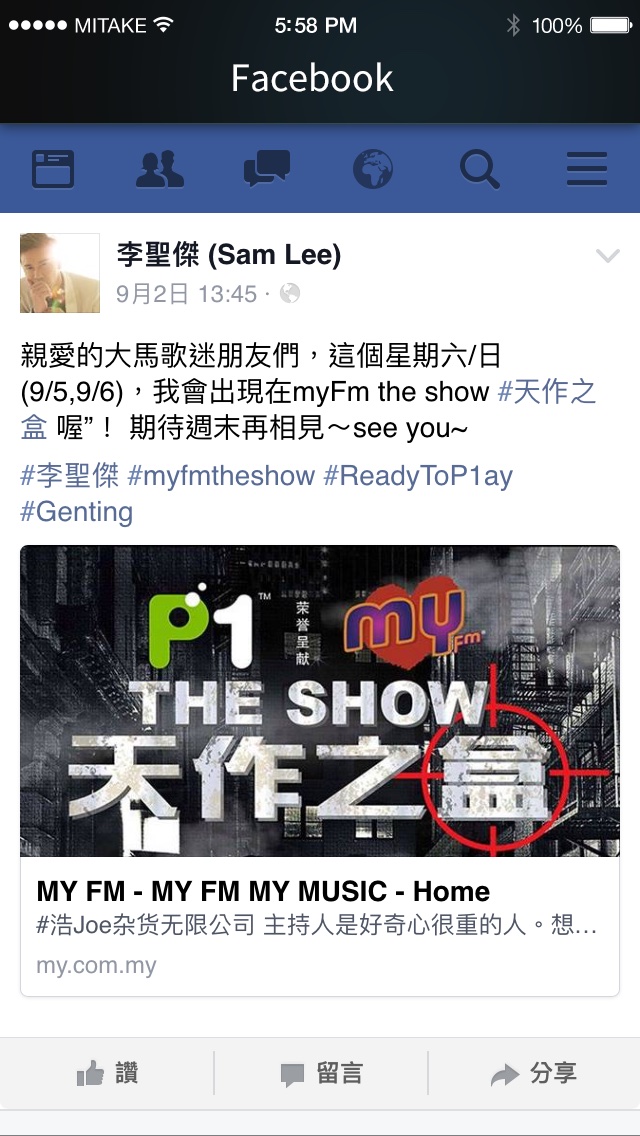 MITAKE 5:58 PM 100%
Facebook
李聖傑 (Sam Lee)
9月2日 13:45 ·
親愛的大馬歌迷朋友們，這個星期六/日
(9/5,9/6)，我會出現在myFm the show #天作之
盒 喔”！ 期待週末再相見～see you~
#李聖傑 #myfmtheshow #ReadyToP1ay
#Genting
P1™ 荣誉呈献 my fm
THE SHOW
天作之盒
MY FM - MY FM MY MUSIC - Home
#浩Joe杂货无限公司 主持人是好奇心很重的人。想…
my.com.my
讚 留言 分享